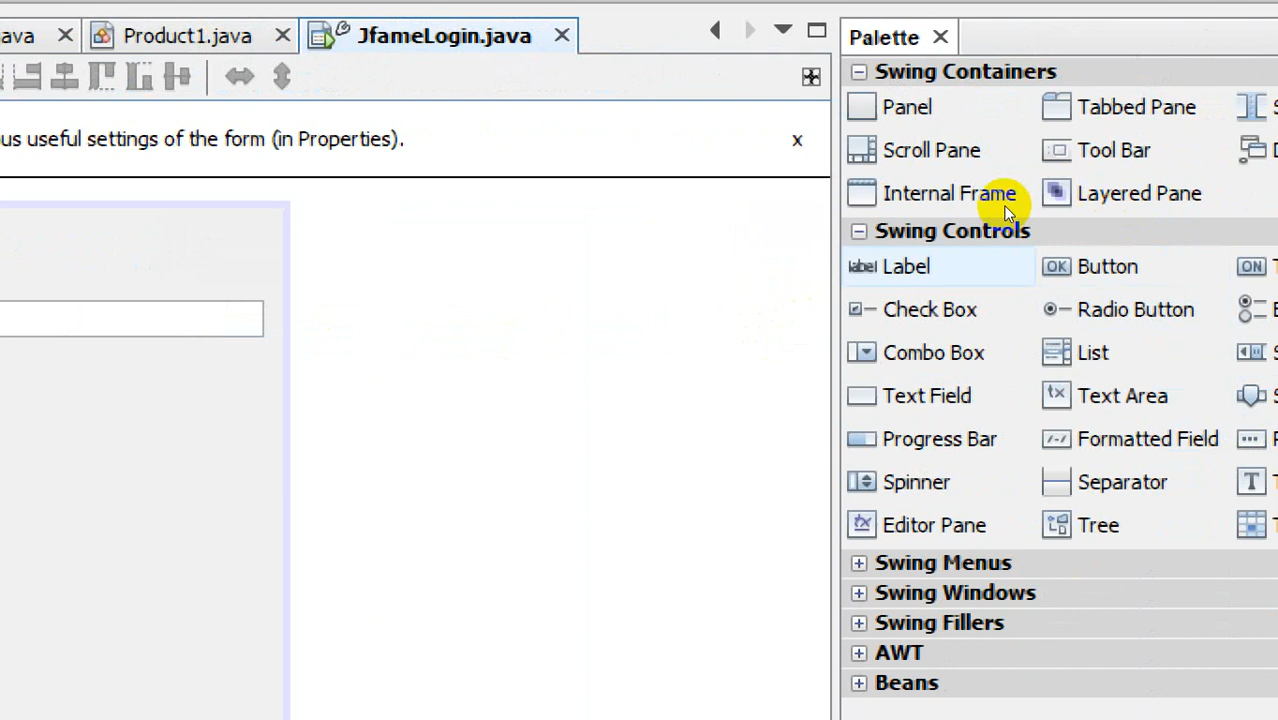 ava Product1.java JfameLogin.java
us useful settings of the form (in Properties). x
Palette
Swing Containers
Panel Tabbed Pane
Scroll Pane Tool Bar
Internal Frame Layered Pane
Swing Controls
label Label OK Button ON
Check Box Radio Button
Combo Box List
Text Field Text Area
Progress Bar Formatted Field
Spinner Separator T
Editor Pane Tree
Swing Menus
Swing Windows
Swing Fillers
AWT
Beans